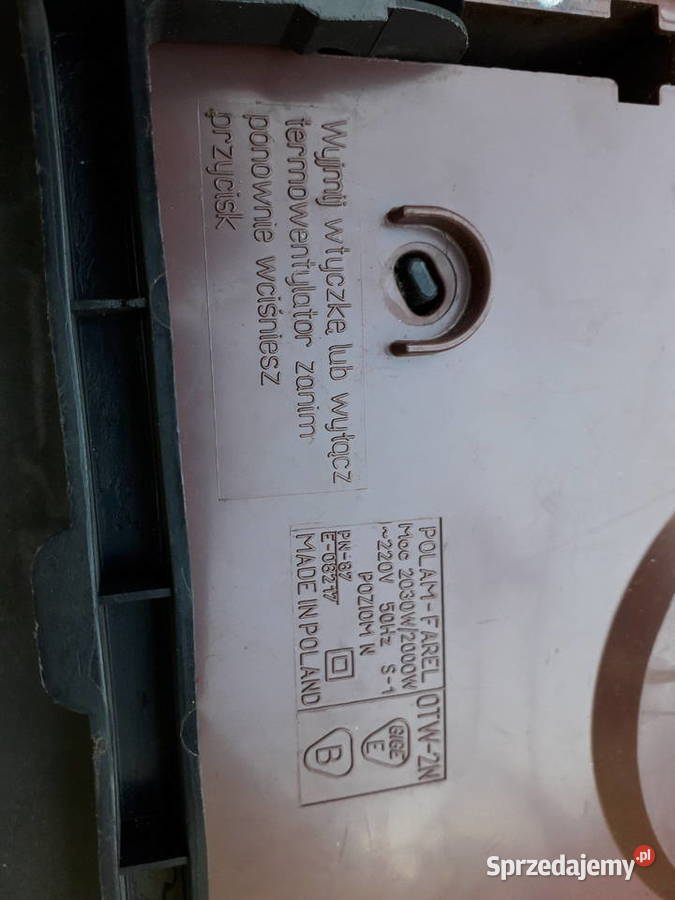 Wyjmij wtyczkę lub wyłącz
termowentylator zanim
ponownie wciśniesz
przycisk
POLAM-FAREL OTW-2N
Moc 2030W/2000W
~220V 50Hz S-1
POZIOM N
PN-87
E-08217
MADE IN POLAND
GIGE
E
B
Sprzedajemy.pl